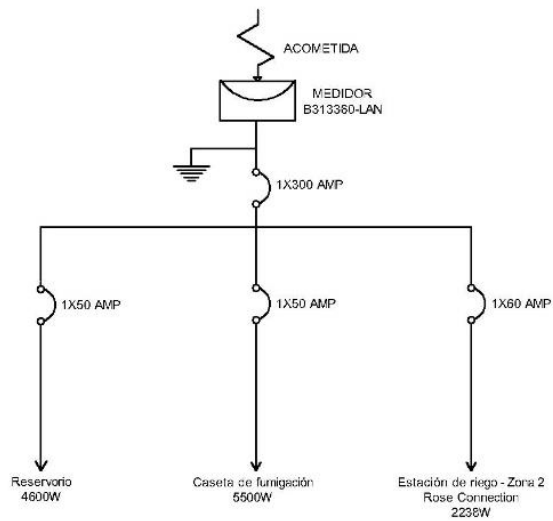 ACOMETIDA
MEDIDOR
B313360-LAN
1X300 AMP
1X50 AMP
1X50 AMP
1X60 AMP
Reservorio
4600W
Caseta de fumigación
5500W
Estación de riego - Zona 2
Rose Connection
2238W